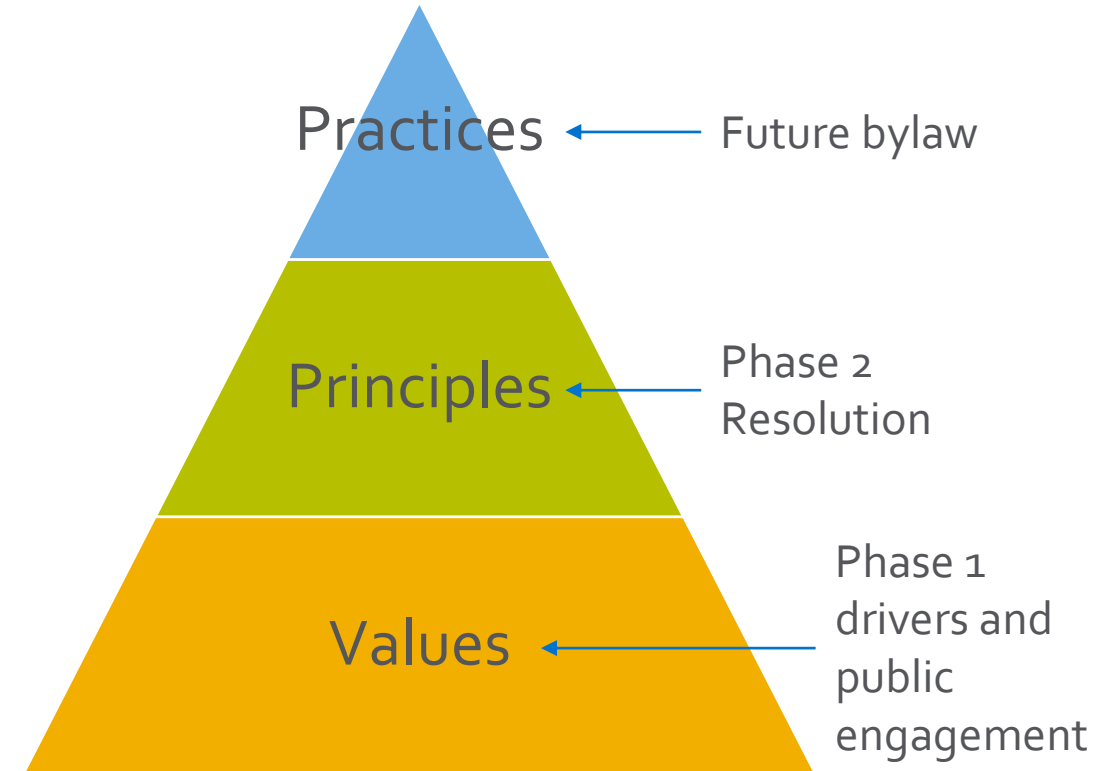 Practices
Future bylaw
Principles
Phase 2
Resolution
Values
Phase 1
drivers and
public
engagement